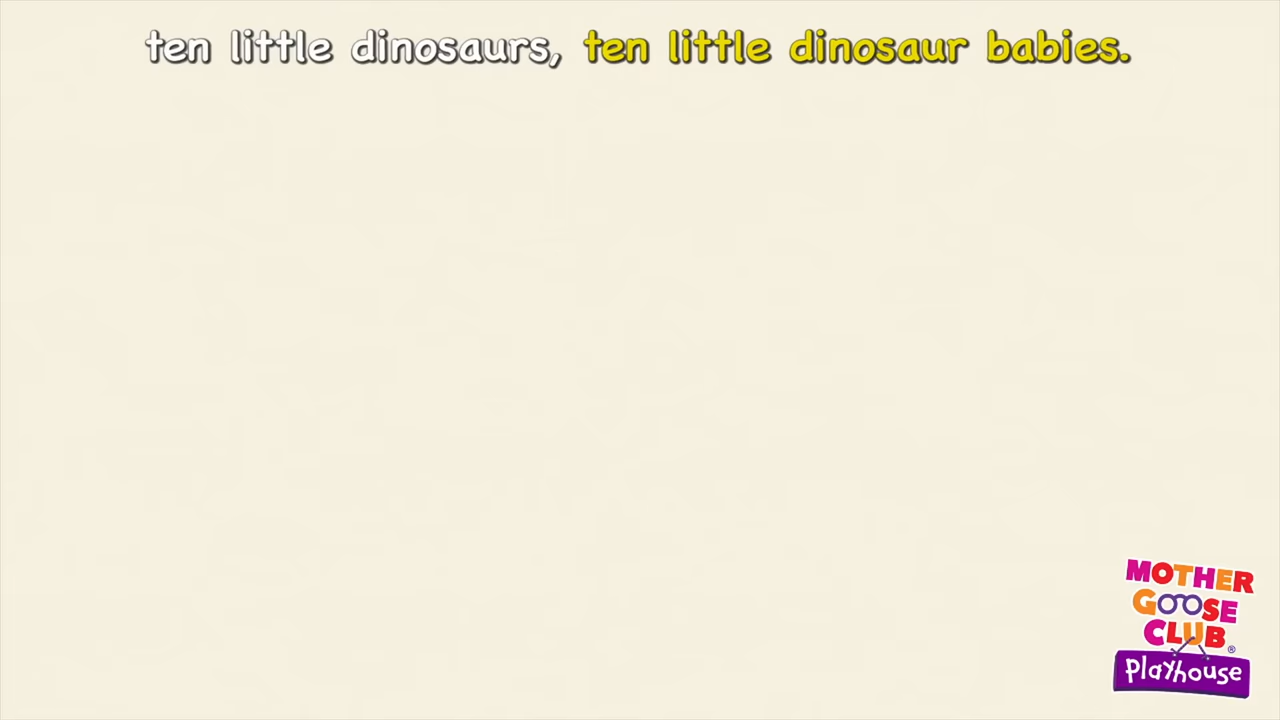 ten little dinosaurs, ten little dinosaur babies.
MOTHER
GOOSE
CLUB®
Playhouse